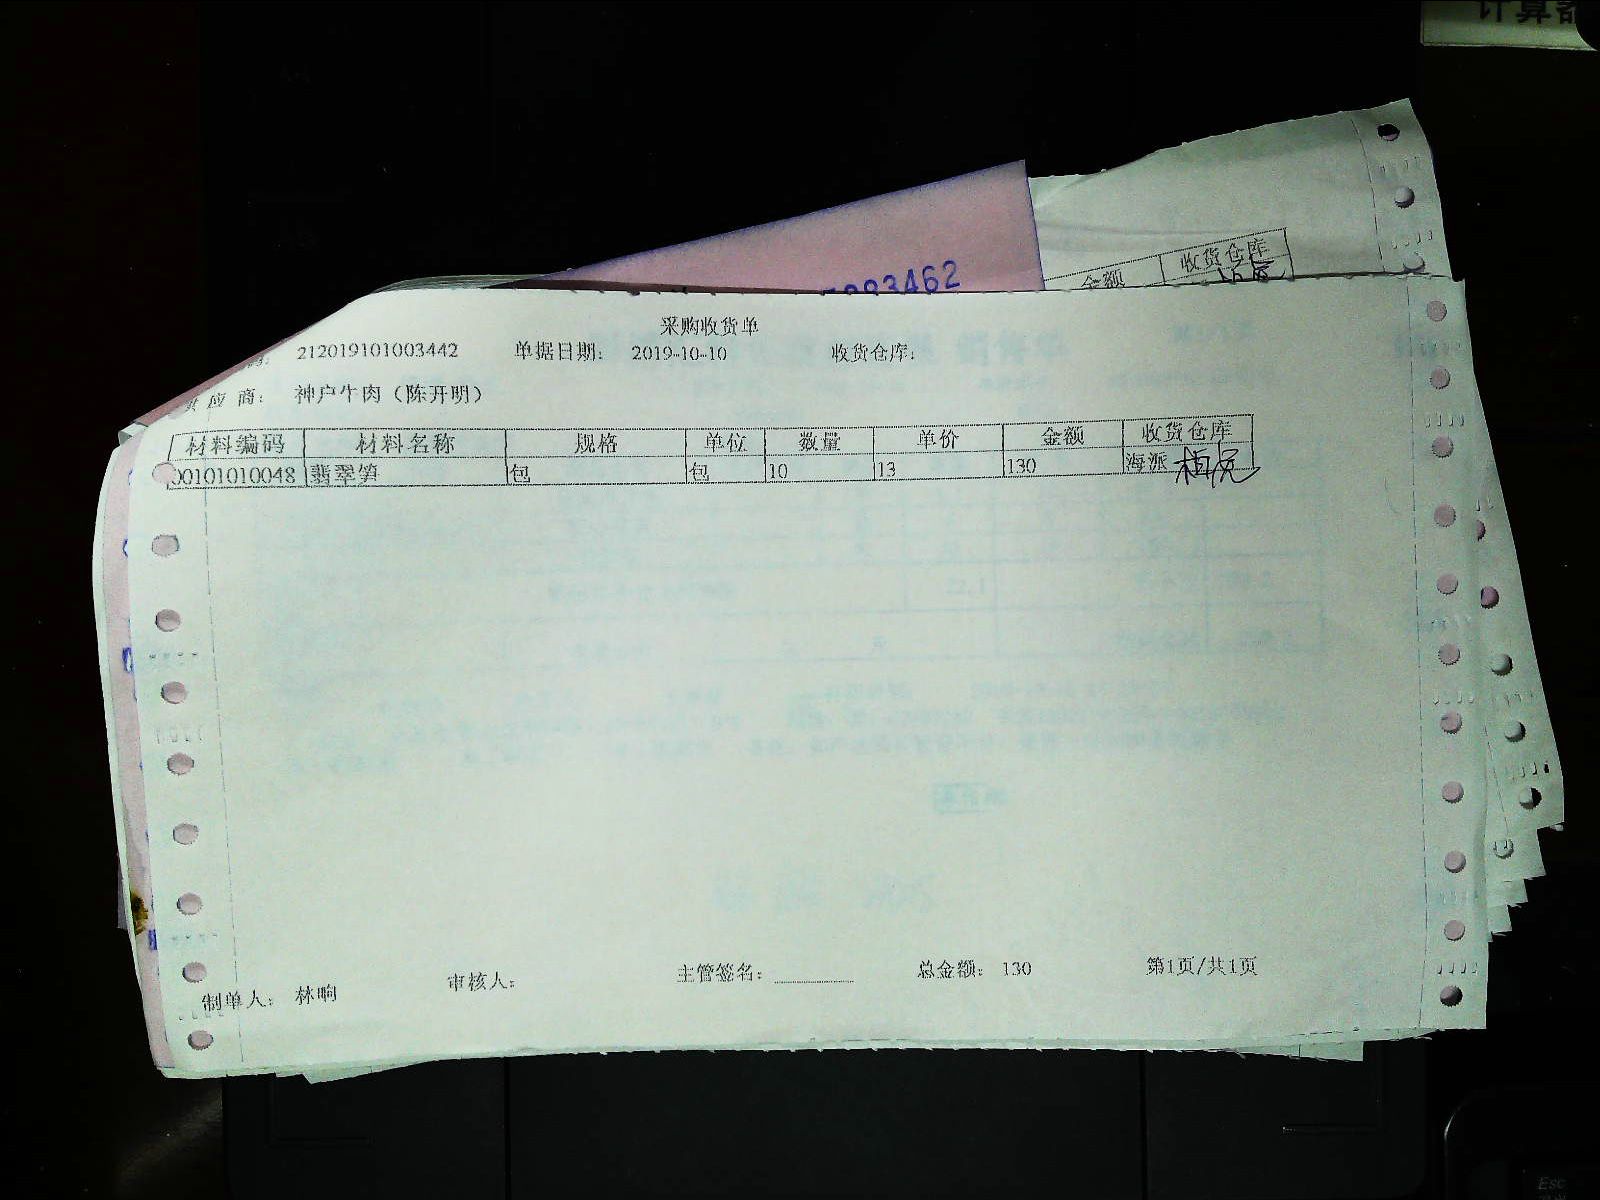 计算
3462
金额 收货仓库
采购收货单
212019101003442 单据日期： 2019-10-10 收货仓库：
供应商： 神户牛肉（陈开明）
材料编码 材料名称 规格 单位 数量 单价 金额 收货仓库
00101010048 翡翠笋 包 包 10 13 130 海派
制单人： 林晌 审核人： 主管签名： 总金额： 130 第1页/共1页
Esc